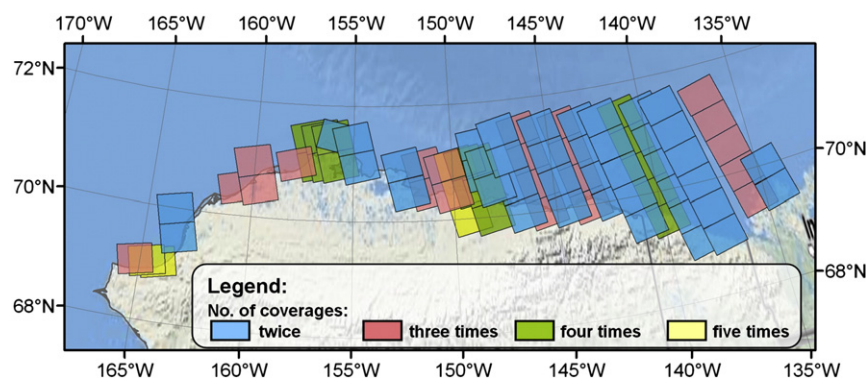 170°W 165°W 160°W 155°W 150°W 145°W 140°W 135°W
72°N
70°N
70°N
68°N
68°N
Legend:
No. of coverages:
twice three times four times five times
165°W 160°W 155°W 150°W 145°W 140°W 135°W